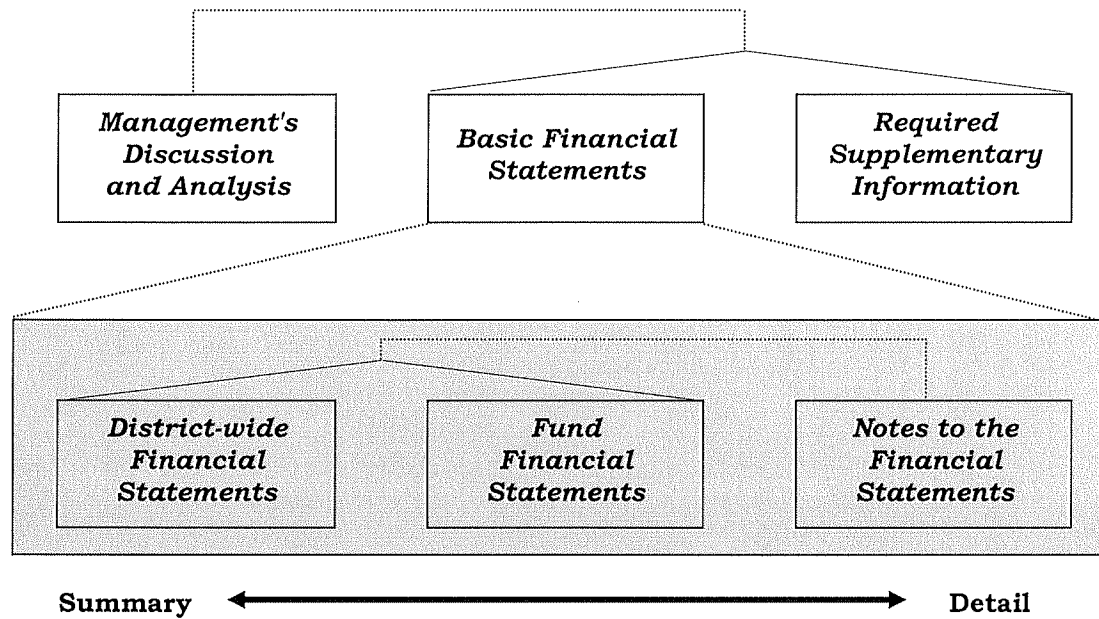 Management's
Discussion
and Analysis
Basic Financial
Statements
Required
Supplementary
Information
District-wide
Financial
Statements
Fund
Financial
Statements
Notes to the
Financial
Statements
Summary
Detail